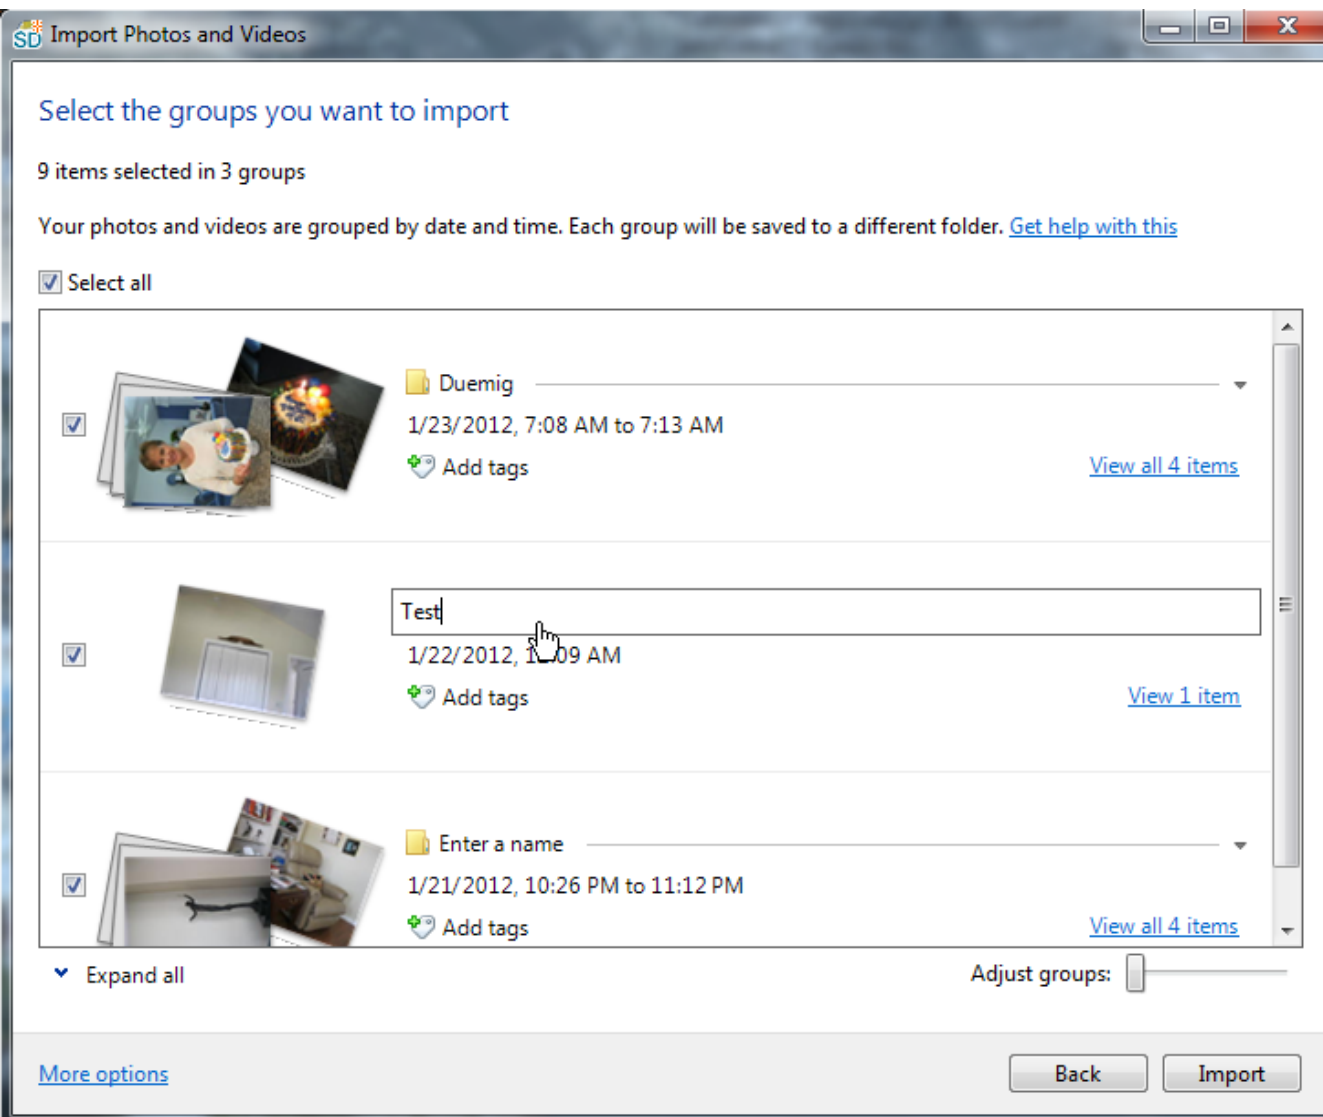 SD Import Photos and Videos
Select the groups you want to import
9 items selected in 3 groups
Your photos and videos are grouped by date and time. Each group will be saved to a different folder. Get help with this
Select all
Duemig
1/23/2012, 7:08 AM to 7:13 AM
Add tags View all 4 items
Test
1/22/2012, :09 AM
Add tags View 1 item
Enter a name
1/21/2012, 10:26 PM to 11:12 PM
Add tags View all 4 items
Expand all Adjust groups:
More options Back Import